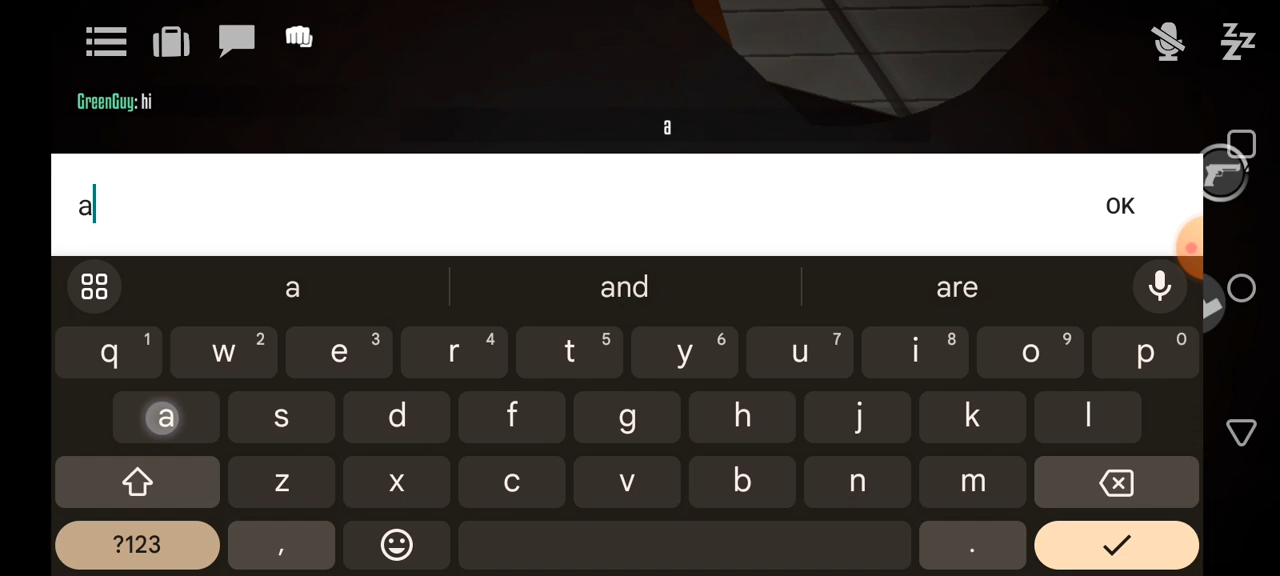 GreenGuy: hi
a
a
OK
a and are
q 1 w 2 e 3 r 4 t 5 y 6 u 7 i 8 o 9 p 0
a s d f g h j k l
z x c v b n m
?123 , .